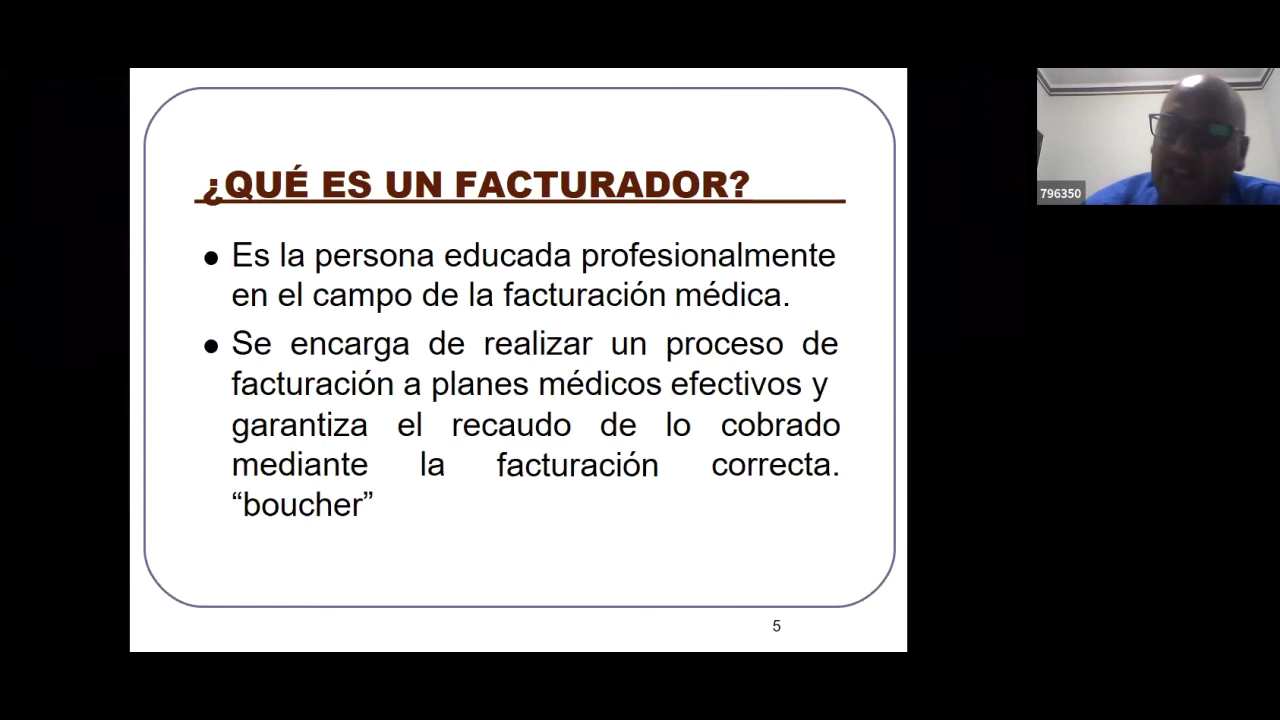 ¿QUÉ ES UN FACTURADOR?
● Es la persona educada profesionalmente
en el campo de la facturación médica.
● Se encarga de realizar un proceso de
facturación a planes médicos efectivos y
garantiza el recaudo de lo cobrado
mediante la facturación correcta.
“boucher”
5
796350